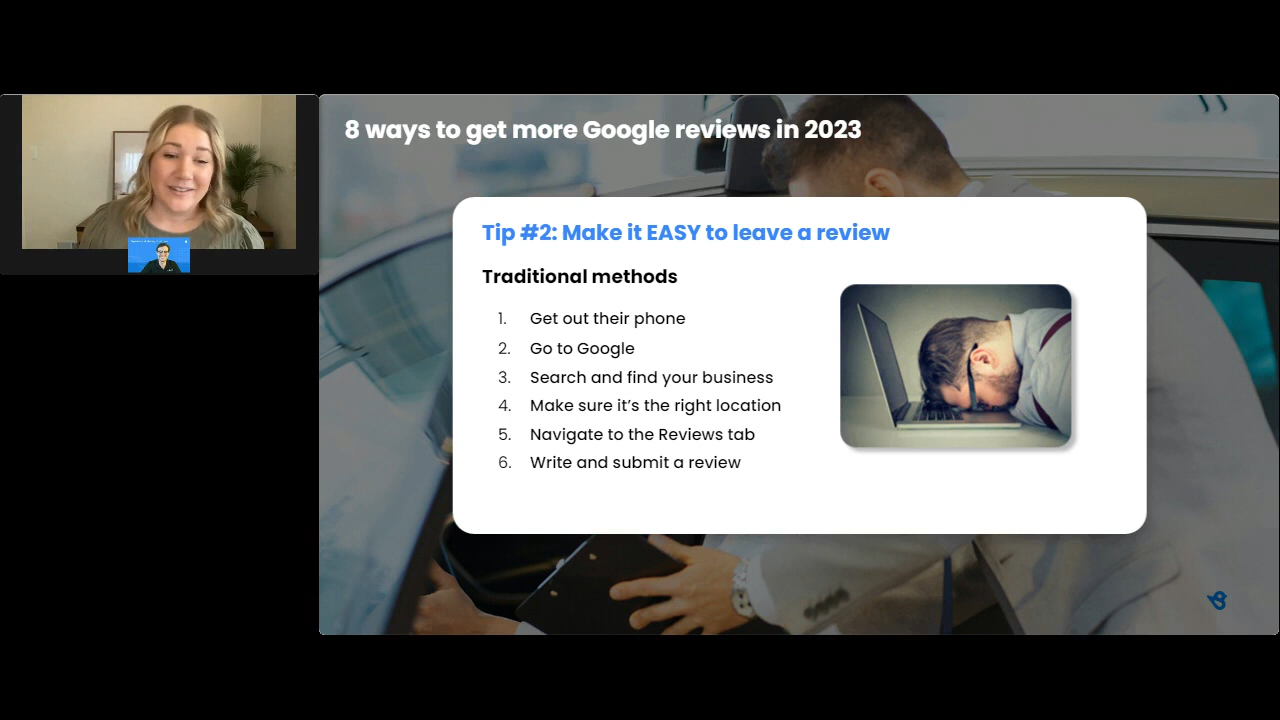 8 ways to get more Google reviews in 2023
Tip #2: Make it EASY to leave a review
Traditional methods
1. Get out their phone
2. Go to Google
3. Search and find your business
4. Make sure it’s the right location
5. Navigate to the Reviews tab
6. Write and submit a review